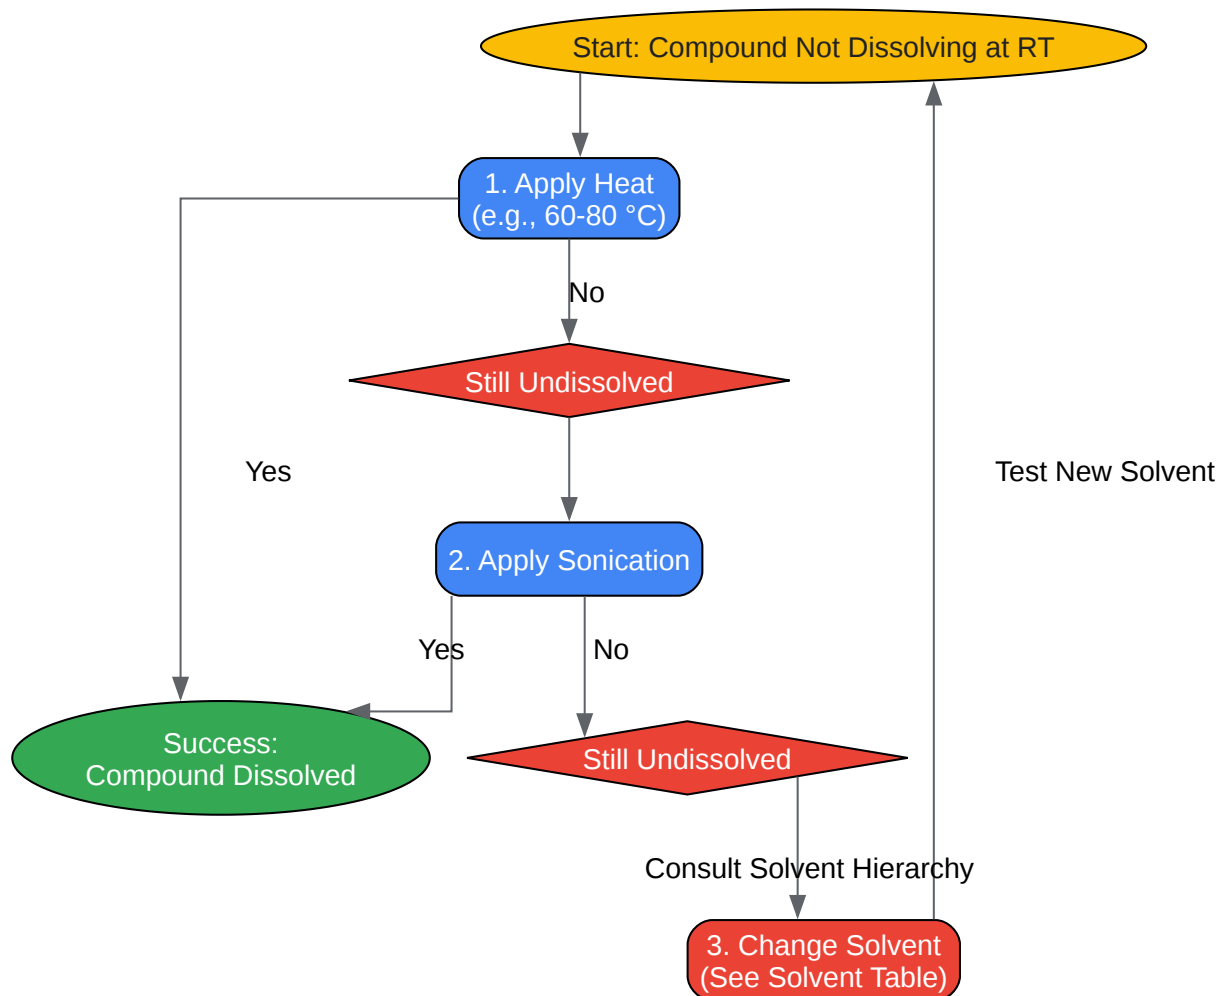 Start: Compound Not Dissolving at RT
1. Apply Heat
(e.g., 60-80 °C)
No
Still Undissolved
Yes
Test New Solvent
2. Apply Sonication
Yes
No
Success:
Compound Dissolved
Still Undissolved
Consult Solvent Hierarchy
3. Change Solvent
(See Solvent Table)